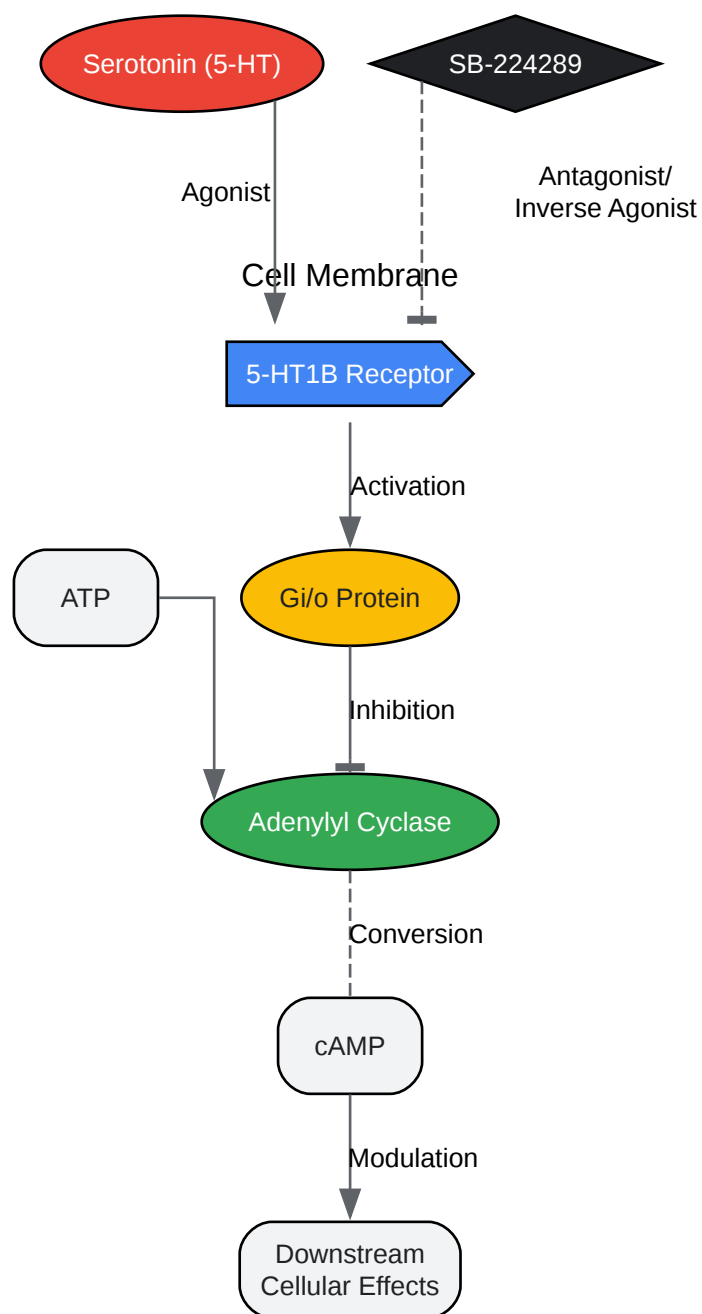 Serotonin (5-HT)
SB-224289
Agonist
Antagonist/
Inverse Agonist
Cell Membrane
5-HT1B Receptor
Activation
ATP
Gi/o Protein
Inhibition
Adenylyl Cyclase
Conversion
cAMP
Modulation
Downstream
Cellular Effects